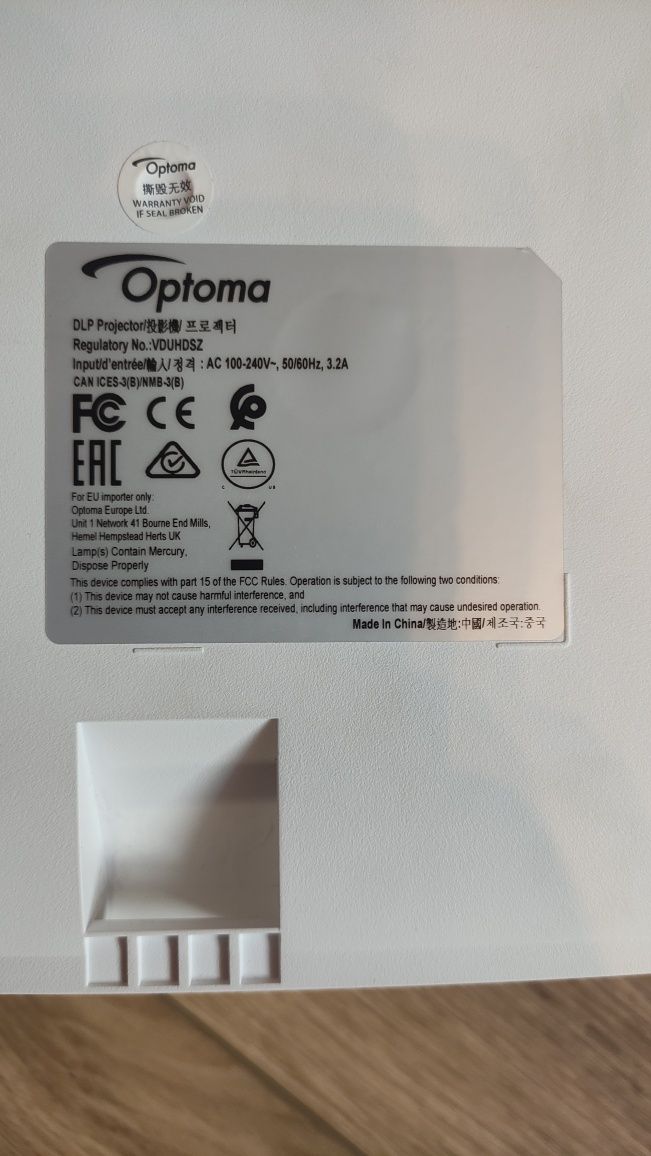 Optoma
撕毁无效
WARRANTY VOID
IF SEAL BROKEN
Optoma
DLP Projector/投影機/ 프로젝터
Regulatory No.:VDUHDSZ
Input/d'entrée/輸入/정격 : AC 100-240V~, 50/60Hz, 3.2A
CAN ICES-3(B)/NMB-3(B)
FC CE
EAC
TÜVRheinland
C US
For EU importer only:
Optoma Europe Ltd.
Unit 1 Network 41 Bourne End Mills,
Hemel Hempstead Herts UK
Lamp(s) Contain Mercury,
Dispose Properly
This device complies with part 15 of the FCC Rules. Operation is subject to the following two conditions:
(1) This device may not cause harmful interference, and
(2) This device must accept any interference received, including interference that may cause undesired operation.
Made In China/製造地:中國/제조국:중국